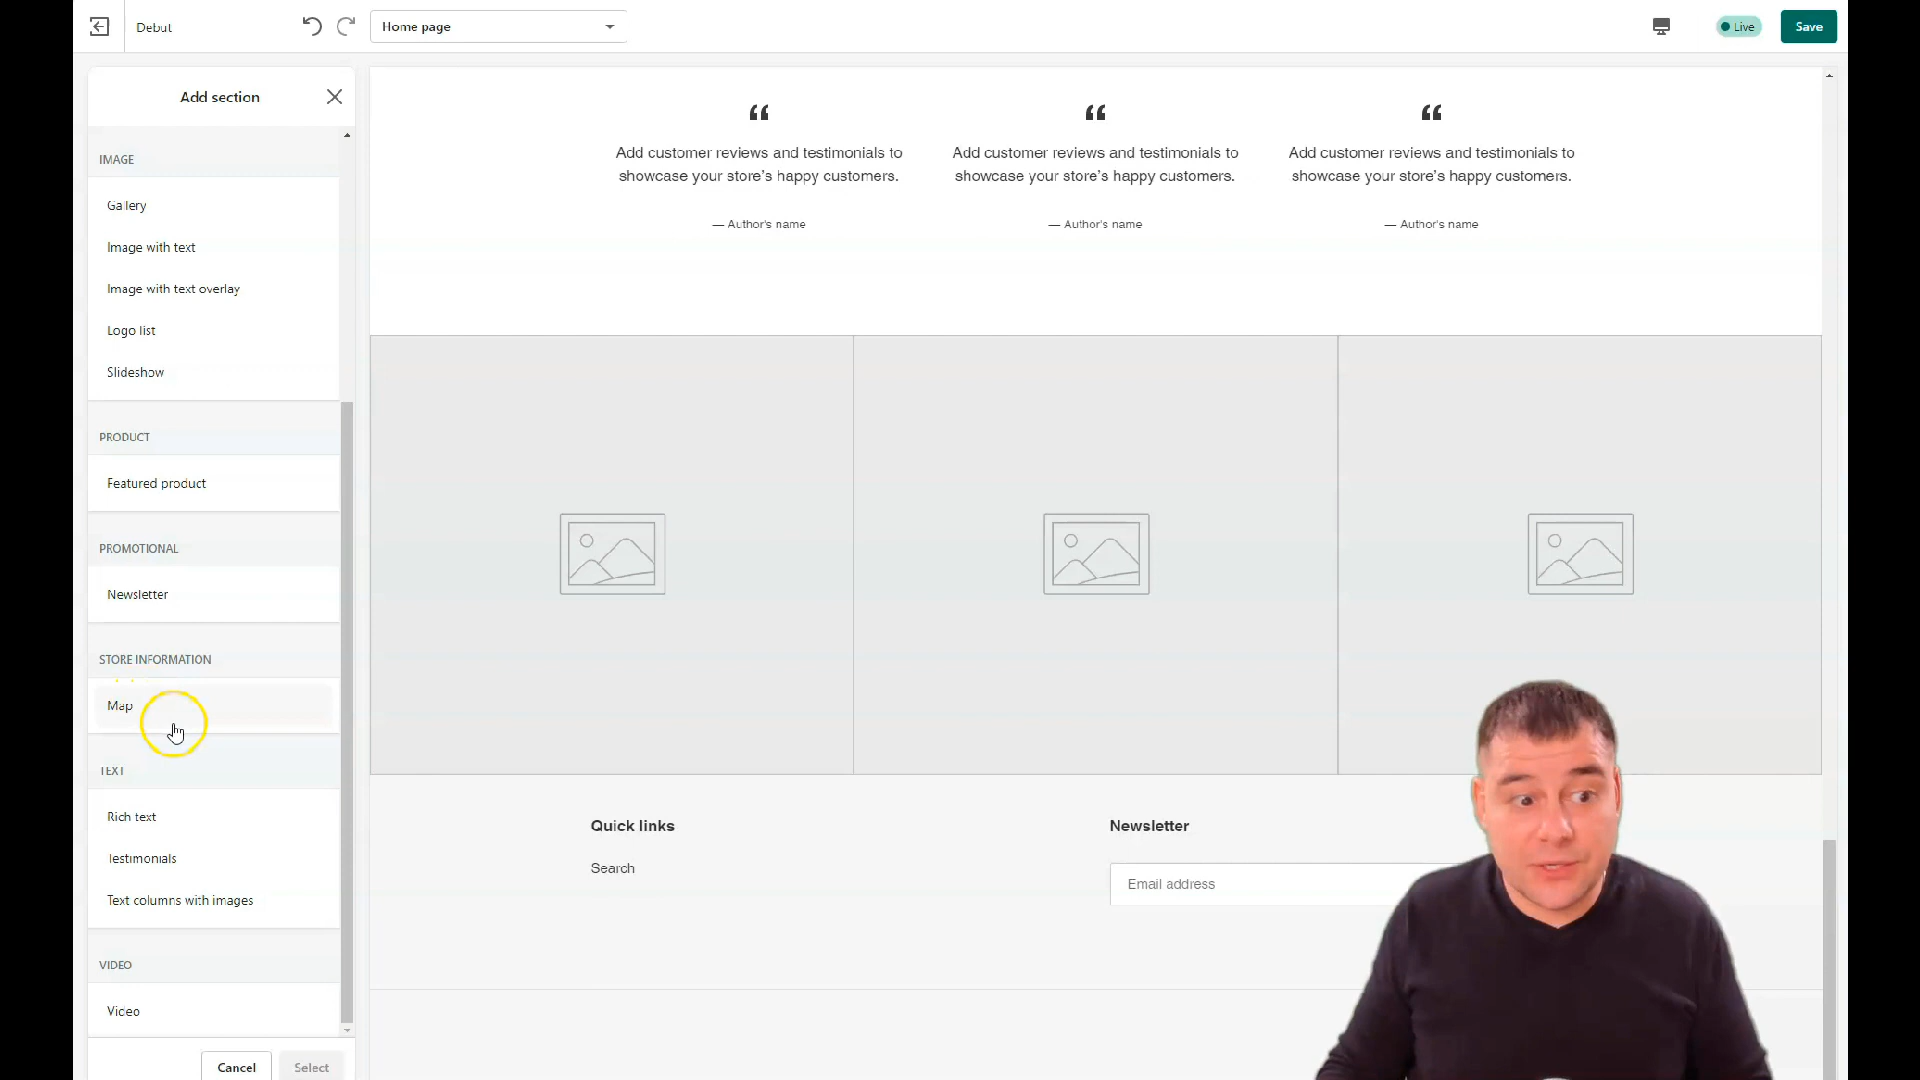 Debut
Home page
Live
Save
Add section
IMAGE
Gallery
Image with text
Image with text overlay
Logo list
Slideshow
PRODUCT
Featured product
PROMOTIONAL
Newsletter
STORE INFORMATION
Map
TEXT
Rich text
Testimonials
Text columns with images
VIDEO
Video
Cancel
Select
“
Add customer reviews and testimonials to
showcase your store’s happy customers.
— Author's name
“
Add customer reviews and testimonials to
showcase your store’s happy customers.
— Author's name
“
Add customer reviews and testimonials to
showcase your store’s happy customers.
— Author's name
Quick links
Search
Newsletter
Email address